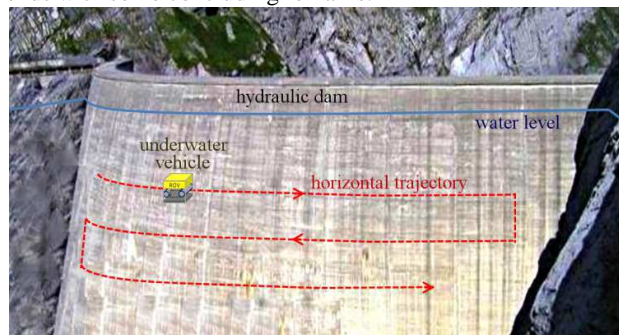 hydraulic dam
water level
underwater
vehicle
ROV
horizontal trajectory